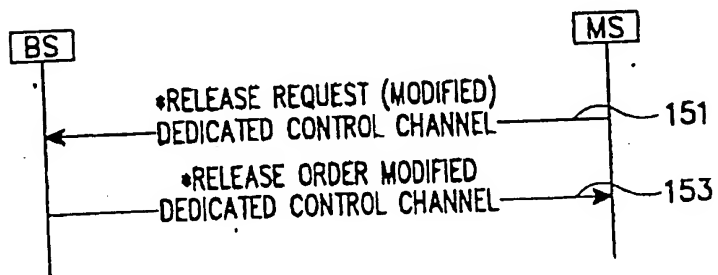 BS
MS
*RELEASE REQUEST (MODIFIED)
DEDICATED CONTROL CHANNEL
151
*RELEASE ORDER MODIFIED
DEDICATED CONTROL CHANNEL
153